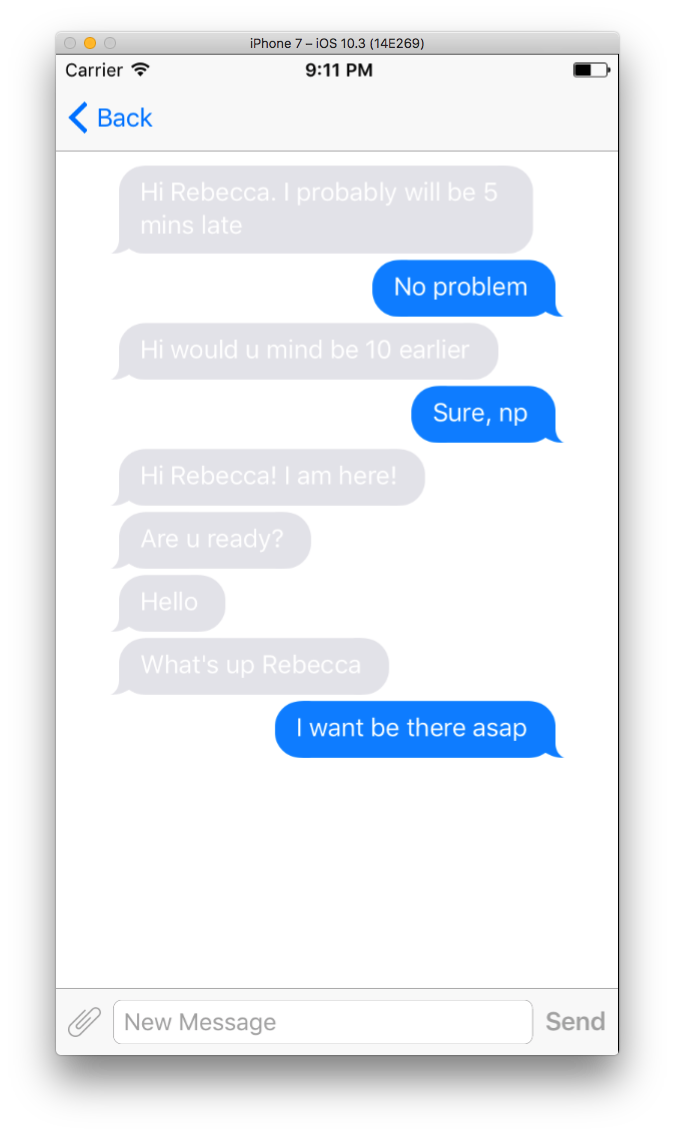 iPhone 7 – iOS 10.3 (14E269)
Carrier 9:11 PM
Back
Hi Rebecca. I probably will be 5
mins late
No problem
Hi would u mind be 10 earlier
Sure, np
Hi Rebecca! I am here!
Are u ready?
Hello
What's up Rebecca
I want be there asap
New Message Send